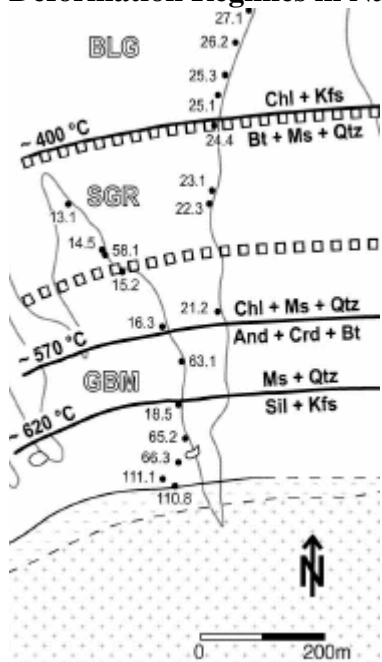 27.1
BLG
26.2
25.3
25.1
Chl + Kfs
~ 400 °C
24.4
Bt + Ms + Qtz
SGR
23.1
13.1
22.3
14.5
58.1
15.2
21.2
Chl + Ms + Qtz
16.3
And + Crd + Bt
~ 570 °C
63.1
GBM
Ms + Qtz
~ 620 °C
18.5
Sil + Kfs
65.2
66.3
111.1
110.8
N
0
200m